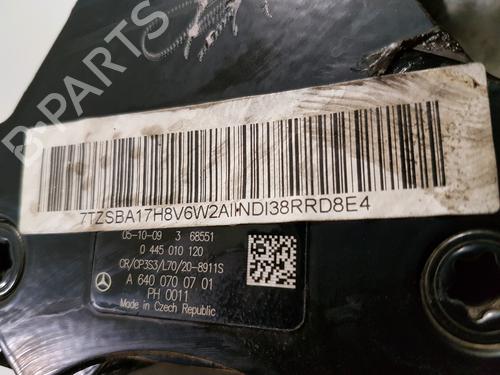 B-PARTS
7TZSBA17H8V6W2AIHNDI38RRD8E4
05-10-09 3 68551
0 445 010 120
CR/CP3S3/L70/20-8911S
A 640 070 07 01
PH 0011
Made in Czech Republic